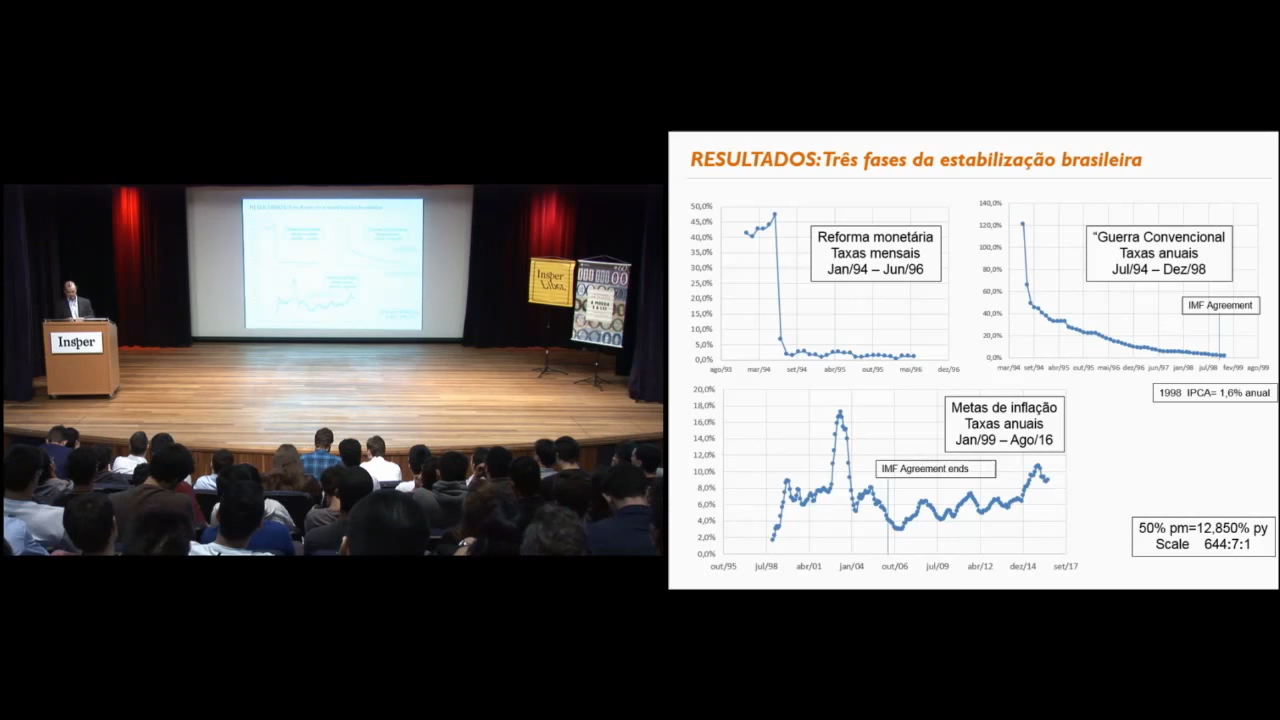 RESULTADOS:Três fases da estabilização brasileira
50,0%
45,0%
40,0%
35,0%
30,0%
25,0%
20,0%
15,0%
10,0%
5,0%
0,0%
ago/93
mar/94
set/94
abr/95
out/95
mai/96
dez/96
Reforma monetária
Taxas mensais
Jan/94 – Jun/96
140,0%
120,0%
100,0%
80,0%
60,0%
40,0%
20,0%
0,0%
mar/94
set/94
abr/95
out/95
mai/96
dez/96
jun/97
jan/98
jul/98
fev/99
ago/99
"Guerra Convencional
Taxas anuais
Jul/94 – Dez/98
IMF Agreement
1998 IPCA= 1,6% anual
20,0%
18,0%
16,0%
14,0%
12,0%
10,0%
8,0%
6,0%
4,0%
2,0%
0,0%
out/95
jul/98
abr/01
jan/04
out/06
jul/09
abr/12
dez/14
set/17
Metas de inflação
Taxas anuais
Jan/99 – Ago/16
IMF Agreement ends
50% pm=12,850% py
Scale 644:7:1
Insper
Insper